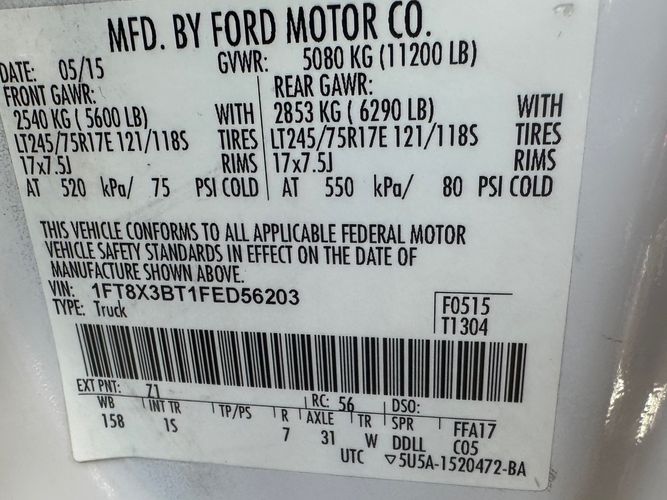 MFD. BY FORD MOTOR CO.
DATE: 05/15 GVWR: 5080 KG (11200 LB)
FRONT GAWR: REAR GAWR:
2540 KG ( 5600 LB) WITH 2853 KG ( 6290 LB) WITH
LT245/75R17E 121/118S TIRES LT245/75R17E 121/118S TIRES
17x7.5J RIMS 17x7.5J RIMS
AT 520 kPa/ 75 PSI COLD AT 550 kPa/ 80 PSI COLD
THIS VEHICLE CONFORMS TO ALL APPLICABLE FEDERAL MOTOR
VEHICLE SAFETY STANDARDS IN EFFECT ON THE DATE OF
MANUFACTURE SHOWN ABOVE.
VIN: 1FT8X3BT1FED56203
TYPE: Truck
F0515
T1304
EXT PNT: 71 RC: 56 DSO:
WB INT TR TP/PS R AXLE TR SPR FFA17
158 1S 7 31 W DDLL C05
UTC ▽5U5A-1520472-BA